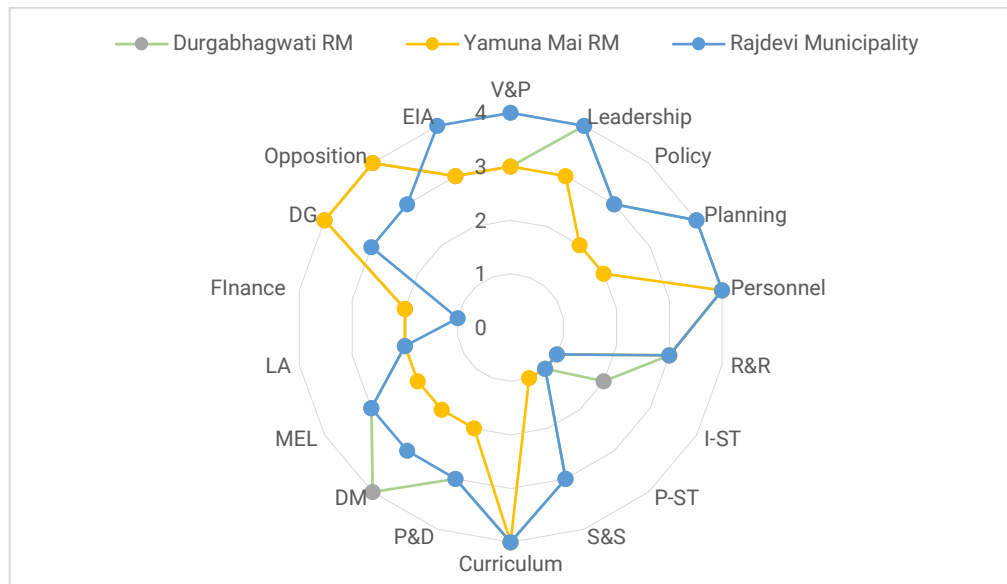 Durgabhagwati RM Yamuna Mai RM Rajdevi Municipality
V&P
EIA
4
Leadership
Opposition
3
Policy
DG
2
Planning
1
FInance
0
Personnel
LA
R&R
MEL
I-ST
DM
P-ST
P&D
S&S
Curriculum